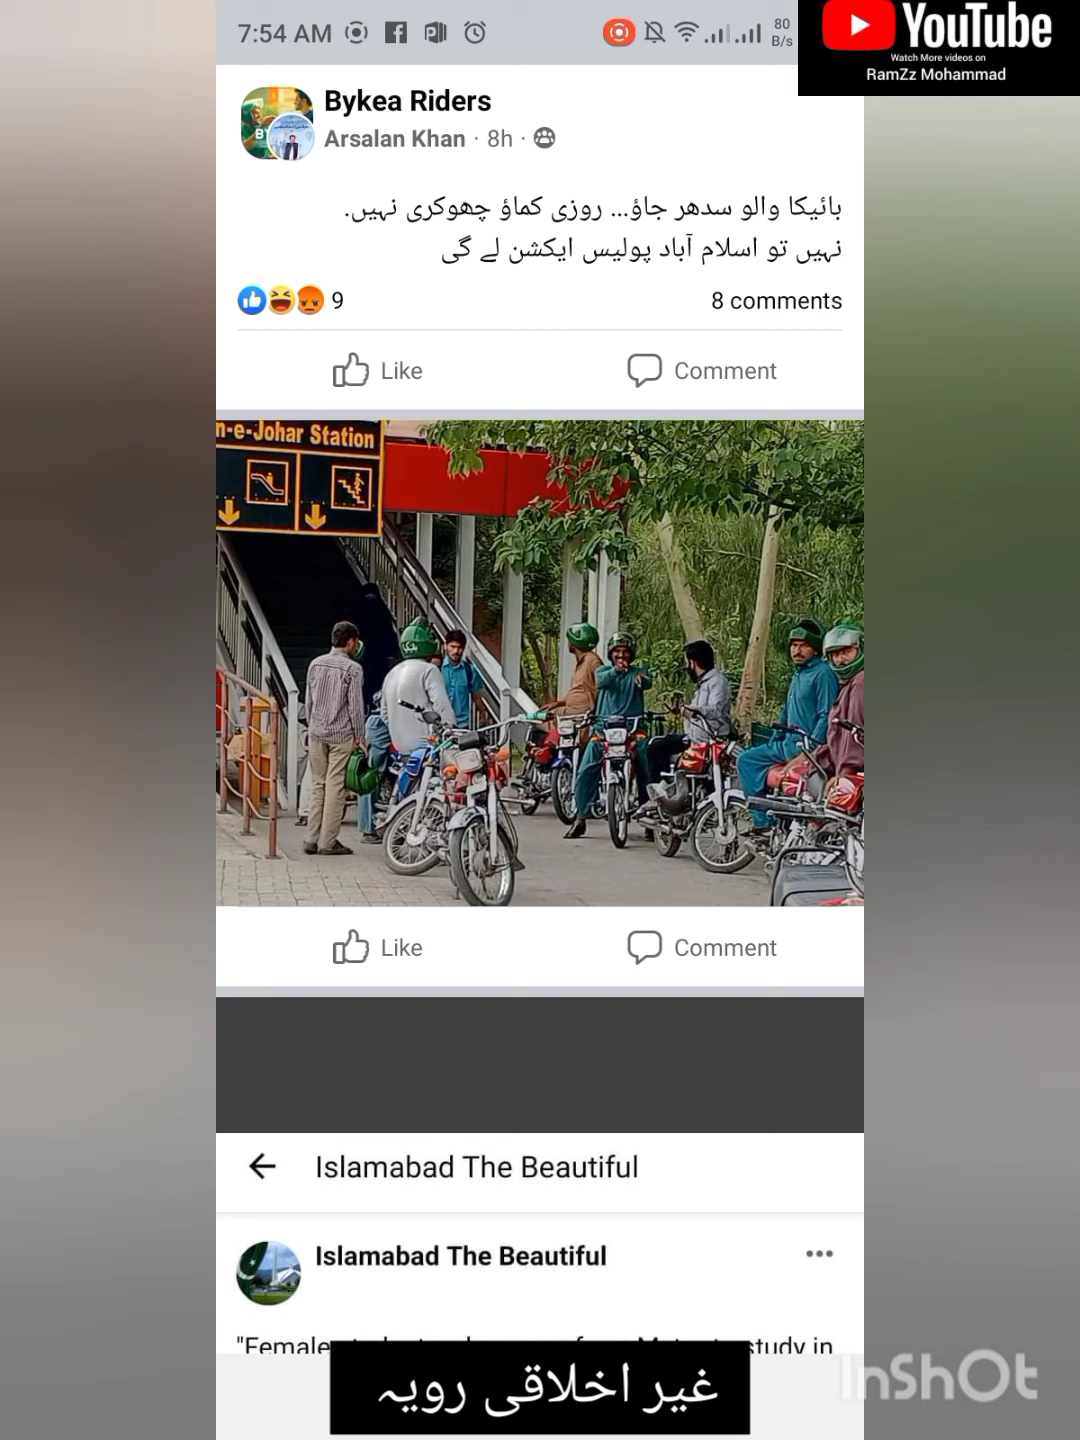 7:54 AM
80
B/s
YouTube
Watch More videos on
RamZz Mohammad
Bykea Riders
Arsalan Khan · 8h ·
بائیکا والو سدھر جاؤ... روزی کماؤ چھوکری نہیں.
نہیں تو اسلام آباد پولیس ایکشن لے گی
9
8 comments
Like
Comment
n-e-Johar Station
Like
Comment
Islamabad The Beautiful
Islamabad The Beautiful
"Female
study in
غیر اخلاقی رویہ
InShOt